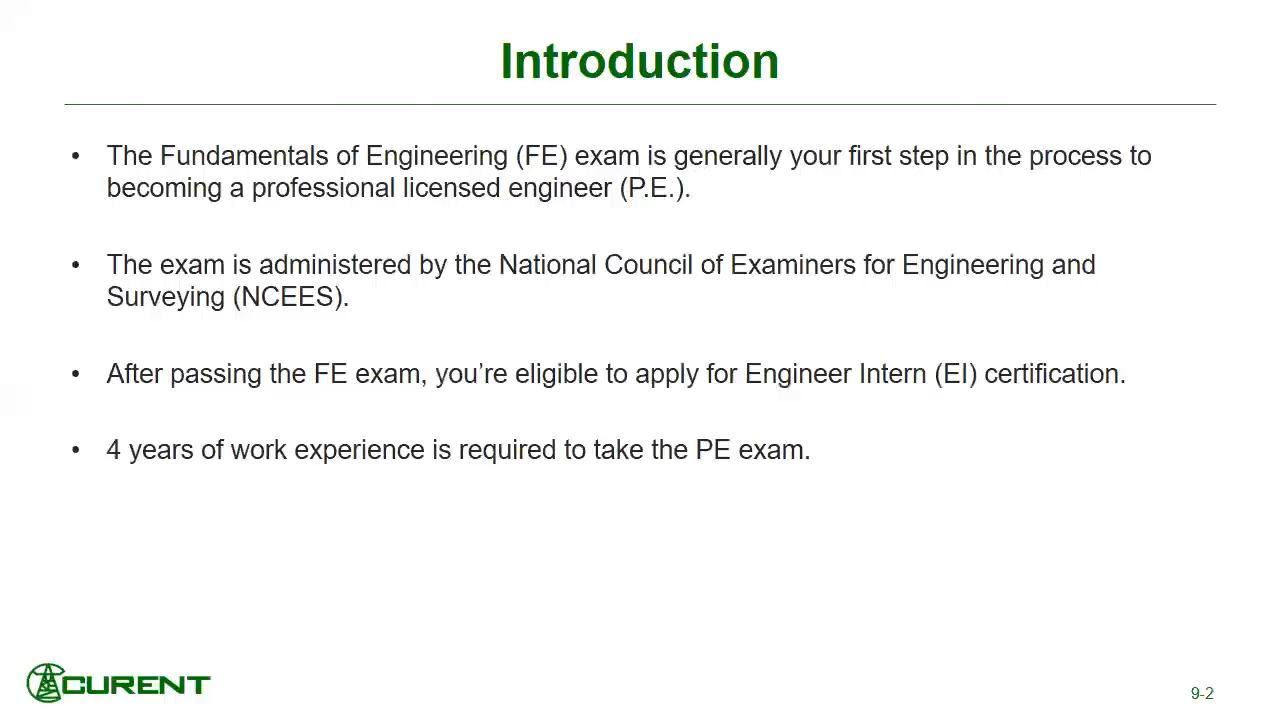 Introduction
• The Fundamentals of Engineering (FE) exam is generally your first step in the process to
becoming a professional licensed engineer (P.E.).
• The exam is administered by the National Council of Examiners for Engineering and
Surveying (NCEES).
• After passing the FE exam, you’re eligible to apply for Engineer Intern (EI) certification.
• 4 years of work experience is required to take the PE exam.
CURENT
9-2